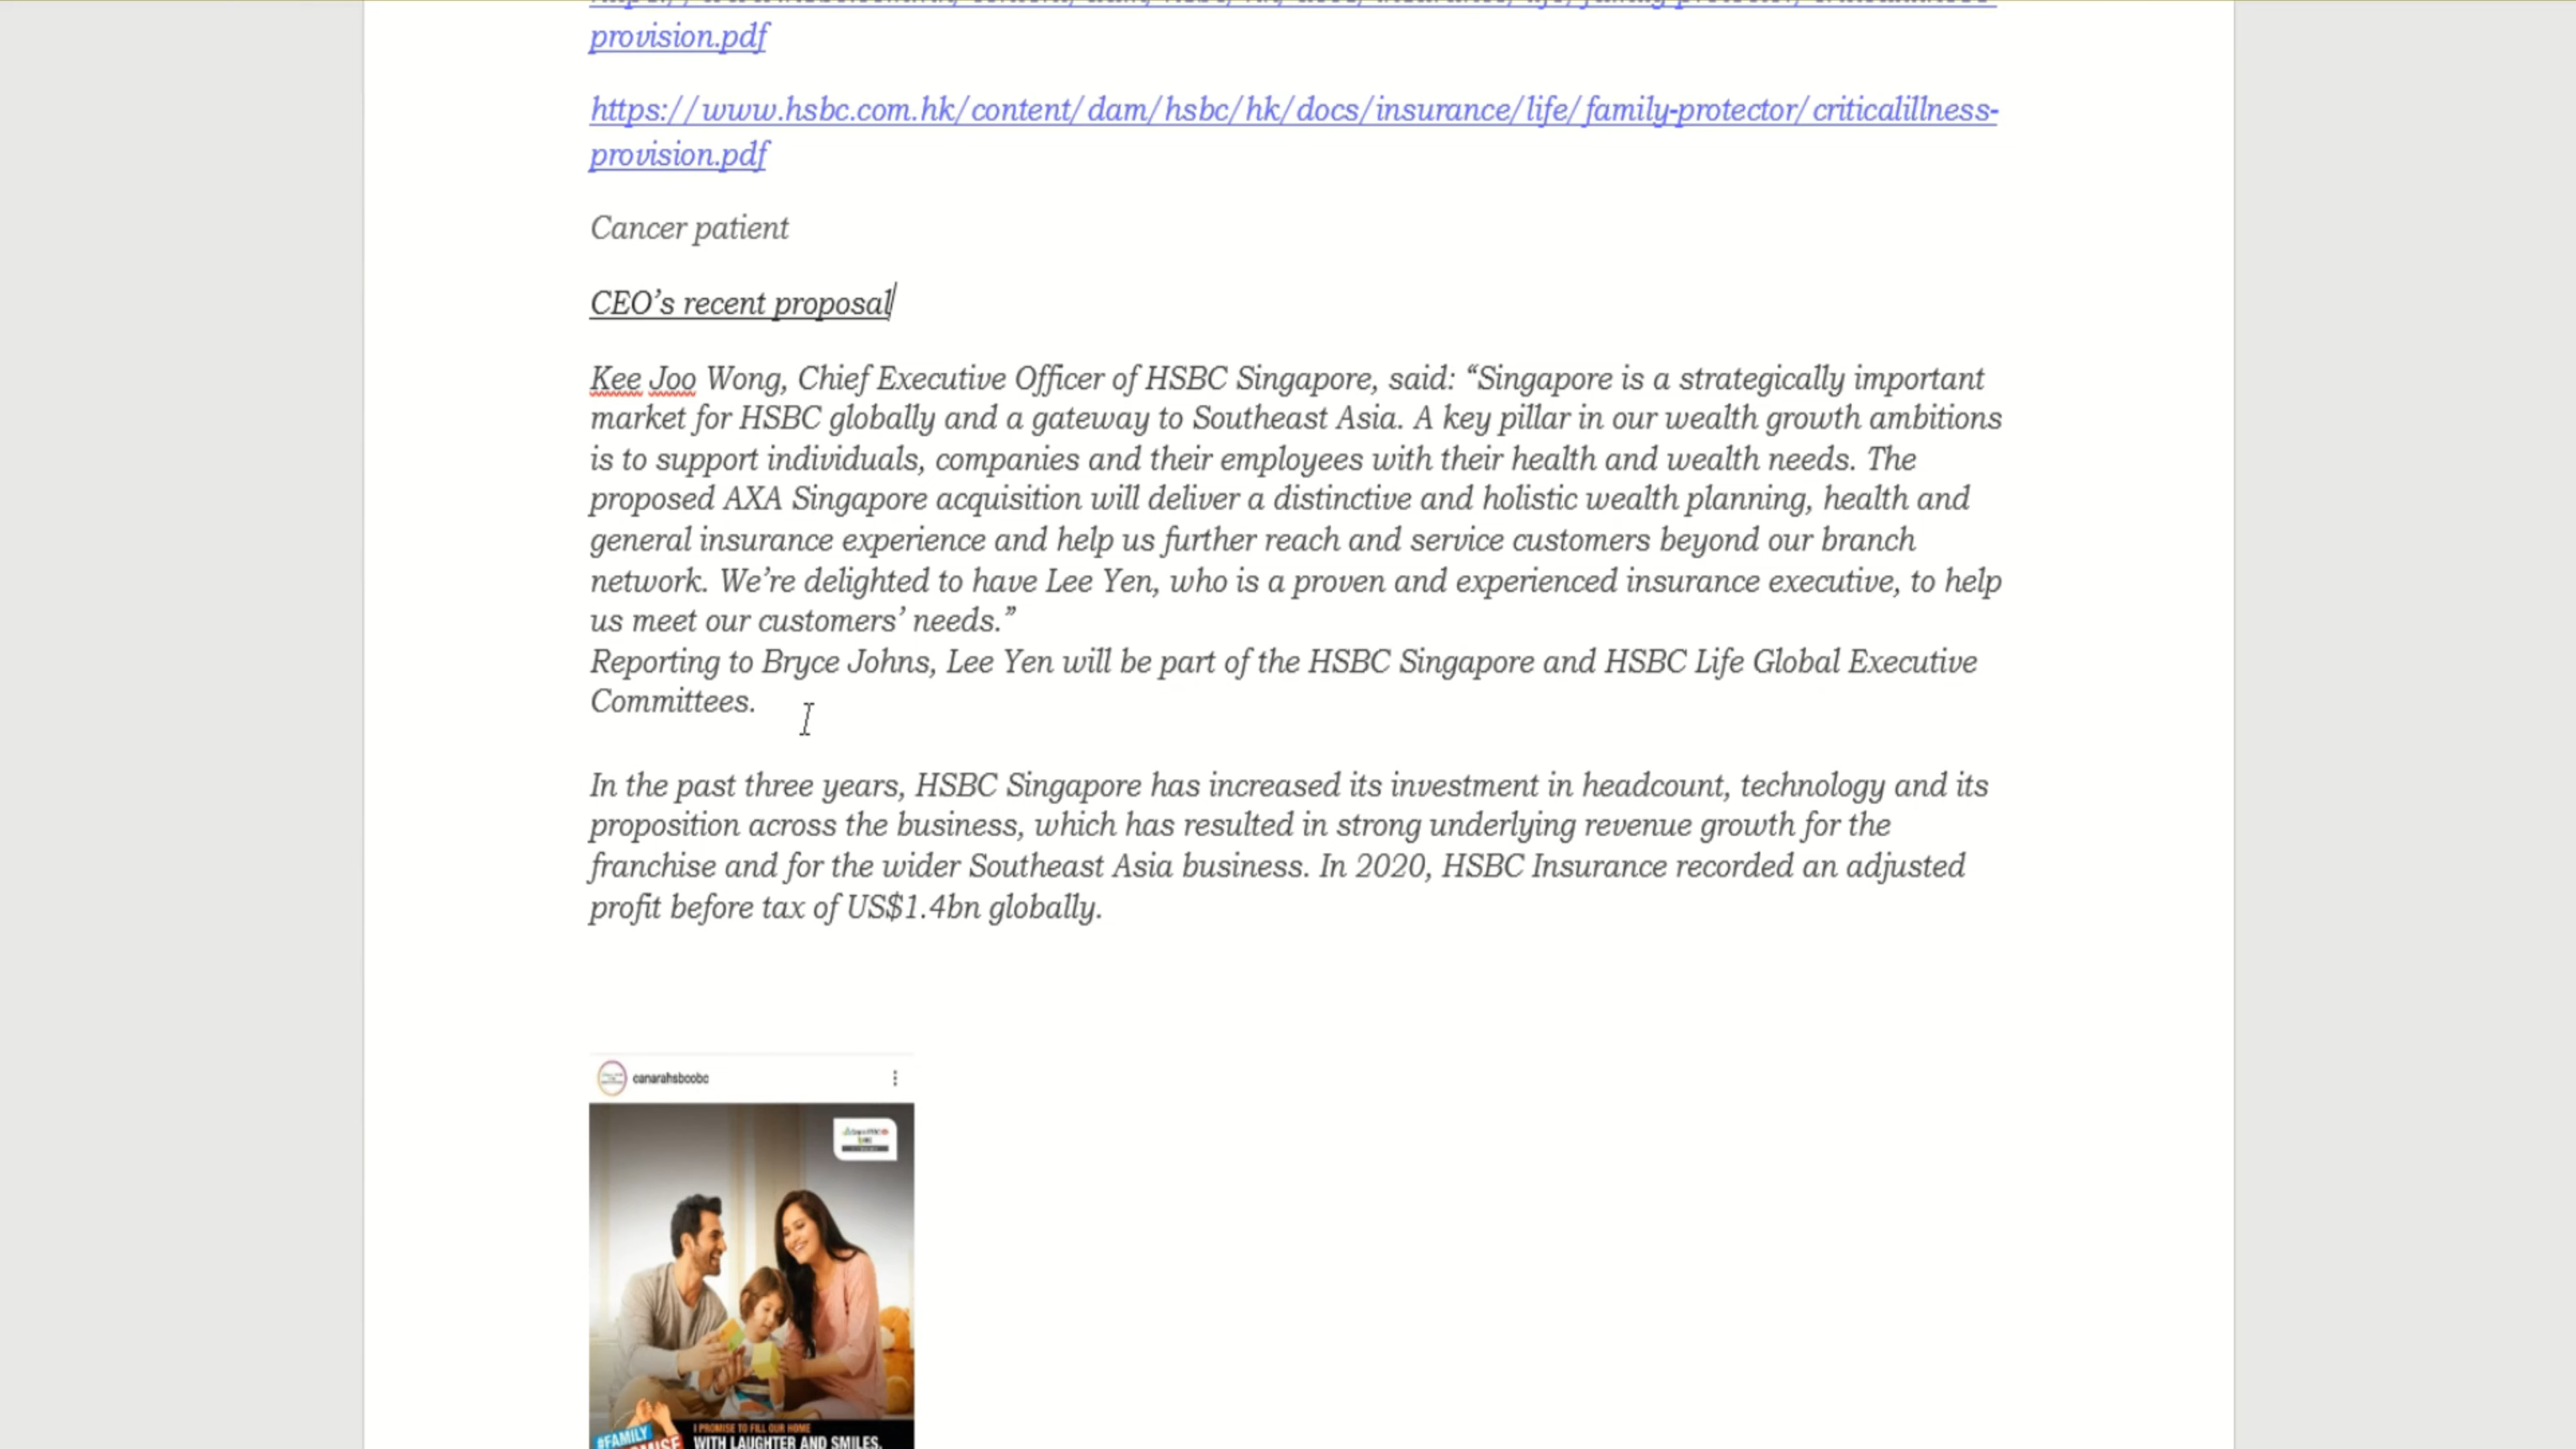 provision.pdf
https://www.hsbc.com.hk/content/dam/hsbc/hk/docs/insurance/life/family-protector/criticalillness-
provision.pdf
Cancer patient
CEO’s recent proposal
Kee Joo Wong, Chief Executive Officer of HSBC Singapore, said: “Singapore is a strategically important
market for HSBC globally and a gateway to Southeast Asia. A key pillar in our wealth growth ambitions
is to support individuals, companies and their employees with their health and wealth needs. The
proposed AXA Singapore acquisition will deliver a distinctive and holistic wealth planning, health and
general insurance experience and help us further reach and service customers beyond our branch
network. We’re delighted to have Lee Yen, who is a proven and experienced insurance executive, to help
us meet our customers’ needs.”
Reporting to Bryce Johns, Lee Yen will be part of the HSBC Singapore and HSBC Life Global Executive
Committees.
In the past three years, HSBC Singapore has increased its investment in headcount, technology and its
proposition across the business, which has resulted in strong underlying revenue growth for the
franchise and for the wider Southeast Asia business. In 2020, HSBC Insurance recorded an adjusted
profit before tax of US$1.4bn globally.
canarahsbcobc
#FAMILY
I PROMISE TO FILL OUR HOME
WITH LAUGHTER AND SMILES.